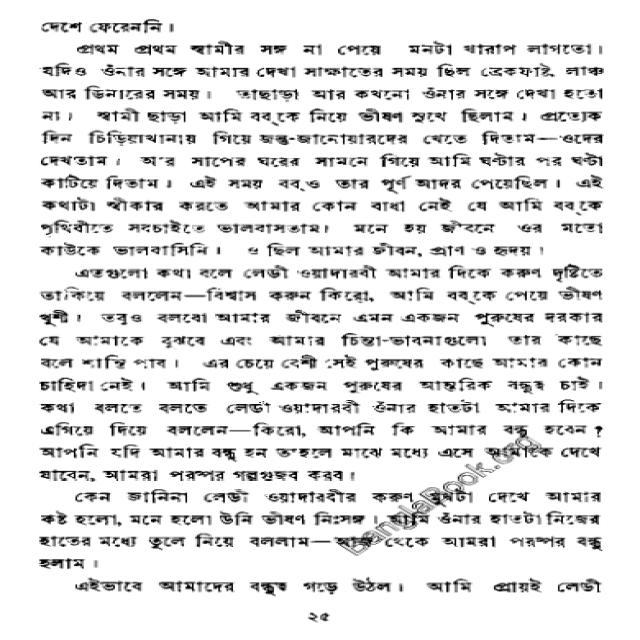 দেশে ফেরেননি।
প্রথম প্রথম স্বামীর সঙ্গ না পেয়ে মনটা খারাপ লাগতো।
যদিও ওঁনার সঙ্গে আমার দেখা সাক্ষাতের সময় ছিল ব্রেকফাষ্ট, লাঞ্চ
আর ডিনারের সময়। তাছাড়া আর কখনো ওঁনার সঙ্গে দেখা হতো
না। স্বামী ছাড়া আমি বব্‌কে নিয়ে ভীষণ সুখে ছিলাম। প্রত্যেক
দিন চিড়িয়াখানায় গিয়ে জন্তু-জানোয়ারদের খেতে দিতাম—ওদের
দেখতাম। আর সাপের ঘরের সামনে গিয়ে আমি ঘণ্টার পর ঘণ্টা
কাটিয়ে দিতাম। এই সময় বব্‌ও তার পূর্ণ আদর পেয়েছিল। এই
কথাটা স্বীকার করতে আমার কোন বাধা নেই যে আমি বব্‌কে
পৃথিবীতে সবচাইতে ভালবাসতাম। মনে হয় জীবনে ওর মতো
কাউকে ভালবাসিনি। ও ছিল আমার জীবন, প্রাণ ও হৃদয়।
এতগুলো কথা বলে লেডী ওয়াদারবী আমার দিকে করুণ দৃষ্টিতে
তাকিয়ে বললেন—বিশ্বাস করুন কিরো, আমি বব্‌কে পেয়ে ভীষণ
খুশী। তবুও বলবো আমার জীবনে এমন একজন পুরুষের দরকার
যে আমাকে বুঝবে এবং আমার চিন্তা-ভাবনাগুলো তার কাছে
বলে শান্তি পাব। এর চেয়ে বেশী সেই পুরুষের কাছে আমার কোন
চাহিদা নেই। আমি শুধু একজন পুরুষের আন্তরিক বন্ধুত্ব চাই।
কথা বলতে বলতে লেডী ওয়াদারবী ওঁনার হাতটা আমার দিকে
এগিয়ে দিয়ে বললেন—কিরো, আপনি কি আমার বন্ধু হবেন?
আপনি যদি আমার বন্ধু হন তাহলে মাঝে মধ্যে এসে আমাকে দেখে
যাবেন, আমরা পরস্পর গল্পগুজব করব।
কেন জানিনা লেডী ওয়াদারবীর করুণ মুখটা দেখে আমার
কষ্ট হলো, মনে হলো উনি ভীষণ নিঃসঙ্গ। আমি ওঁনার হাতটা নিজের
হাতের মধ্যে তুলে নিয়ে বললাম—আজ থেকে আমরা পরস্পর বন্ধু
হলাম।
এইভাবে আমাদের বন্ধুত্ব গড়ে উঠল। আমি প্রায়ই লেডী
২৫
BanglaBook.org